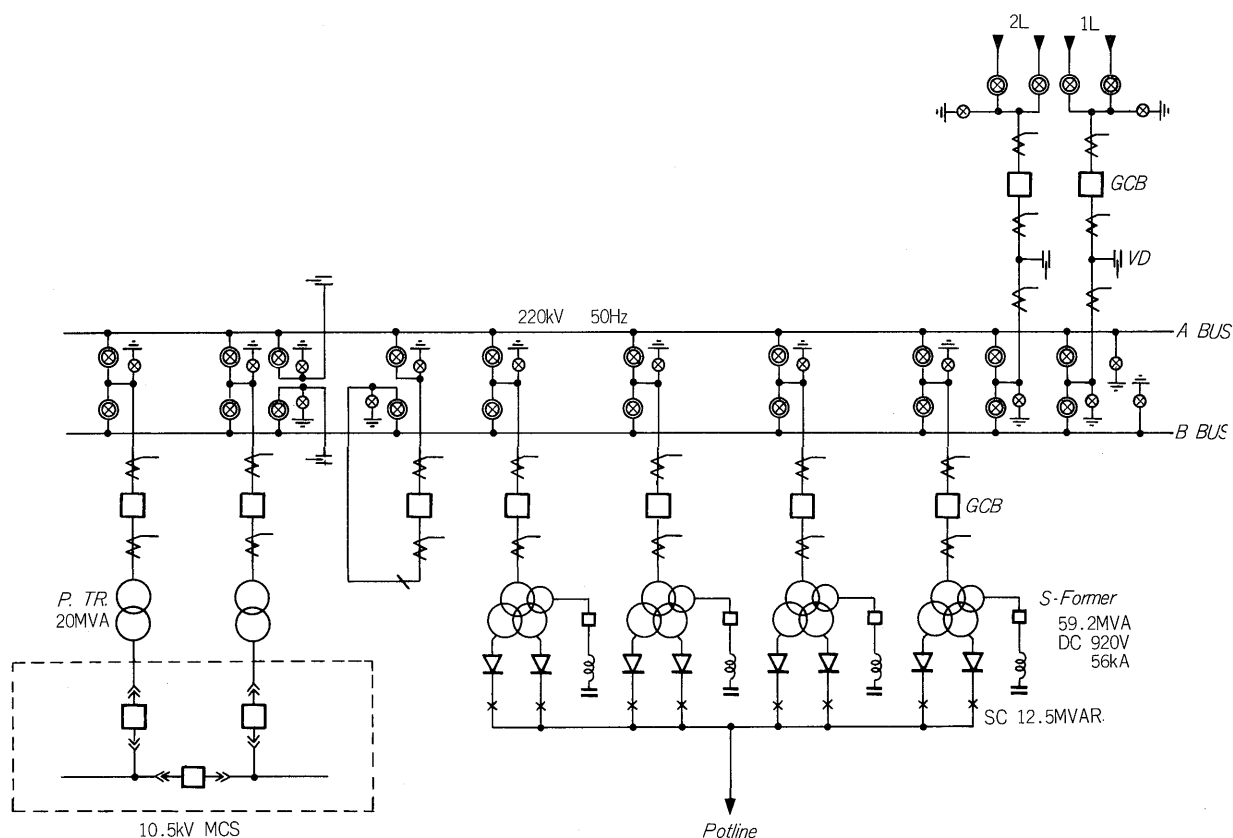 2L 1L
GCB
VD
220kV 50Hz
A BUS
B BUS
GCB
P. TR.
20MVA
S-Former
59.2MVA
DC 920V
56kA
SC 12.5MVAR.
10.5kV MCS
Potline